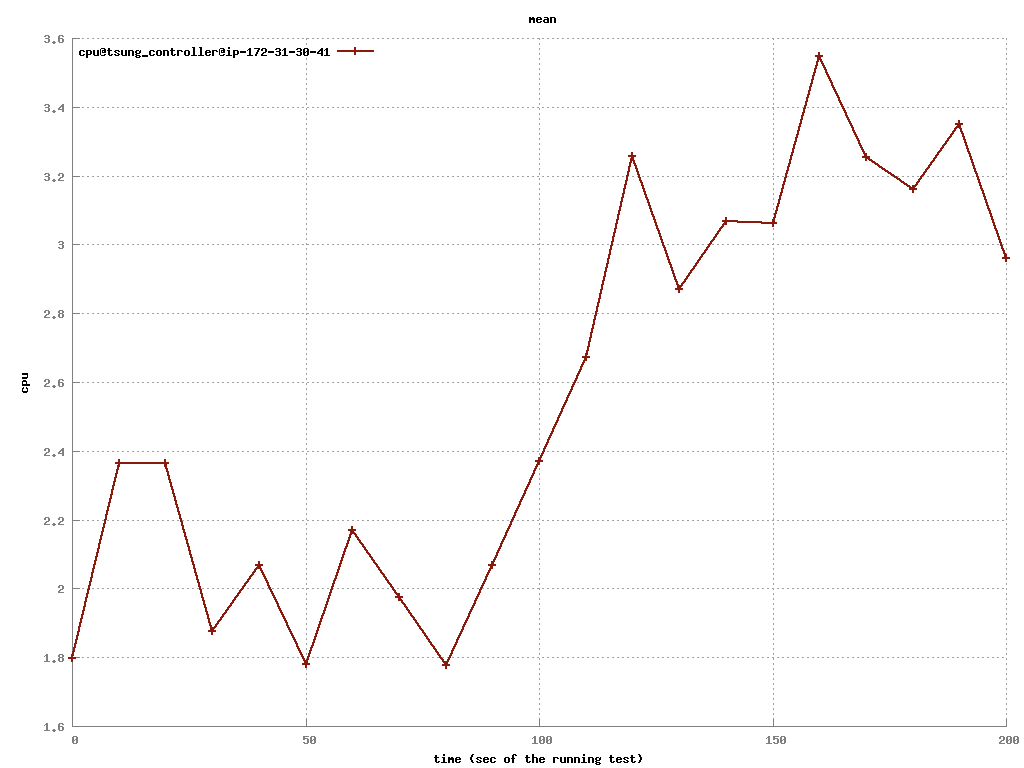 mean
3.6
cpu@tsung_controller@ip-172-31-30-41
3.4
3.2
3
2.8
2.6
cpu
2.4
2.2
2
1.8
1.6
0 50 100 150 200
time (sec of the running test)